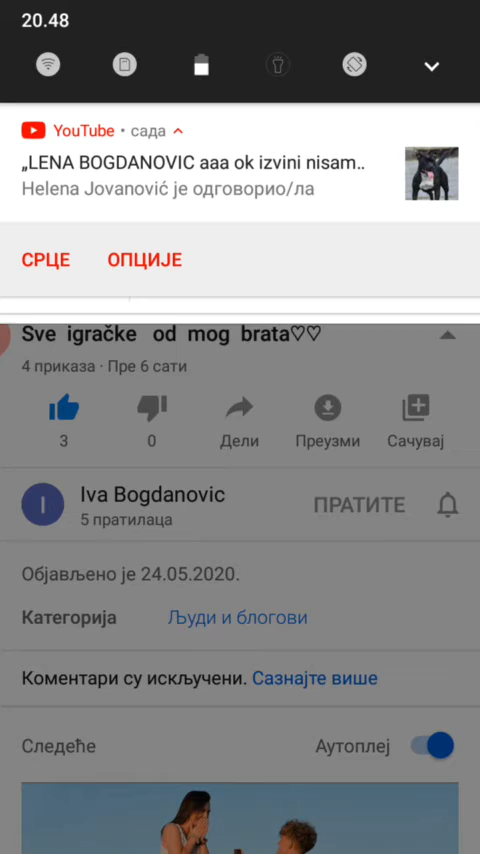 20.48
YouTube • сада
„LENA BOGDANOVIC aaa ok izvini nisam..
Helena Jovanović је одговорио/ла
СРЦЕ ОПЦИЈЕ
Sve igračke od mog brata♡♡
4 приказа · Пре 6 сати
3 0 Дели Преузми Сачувај
I Iva Bogdanovic ПРАТИТЕ
5 пратилаца
Објављено је 24.05.2020.
Категорија Људи и блогови
Коментари су искључени. Сазнајте више
Следеће Аутоплеј